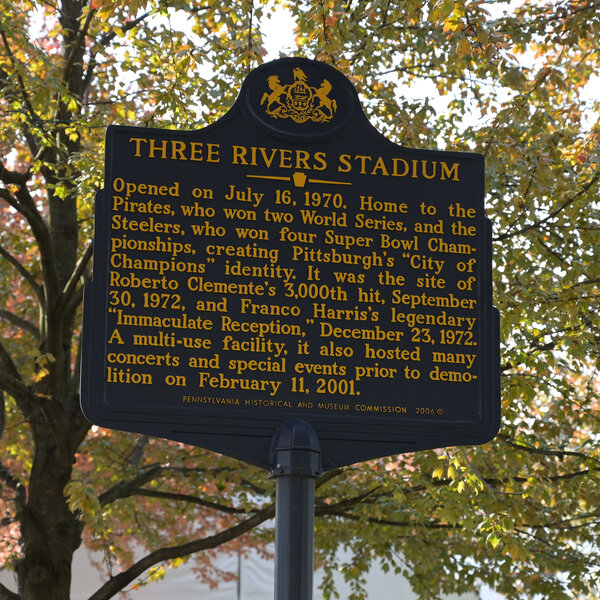 THREE RIVERS STADIUM
Opened on July 16, 1970. Home to the
Pirates, who won two World Series, and the
Steelers, who won four Super Bowl Cham-
pionships, creating Pittsburgh's "City of
Champions" identity. It was the site of
Roberto Clemente's 3,000th hit, September
30, 1972, and Franco Harris's legendary
"Immaculate Reception," December 23, 1972.
A multi-use facility, it also hosted many
concerts and special events prior to demo-
lition on February 11, 2001.
PENNSYLVANIA HISTORICAL AND MUSEUM COMMISSION 2006 ©